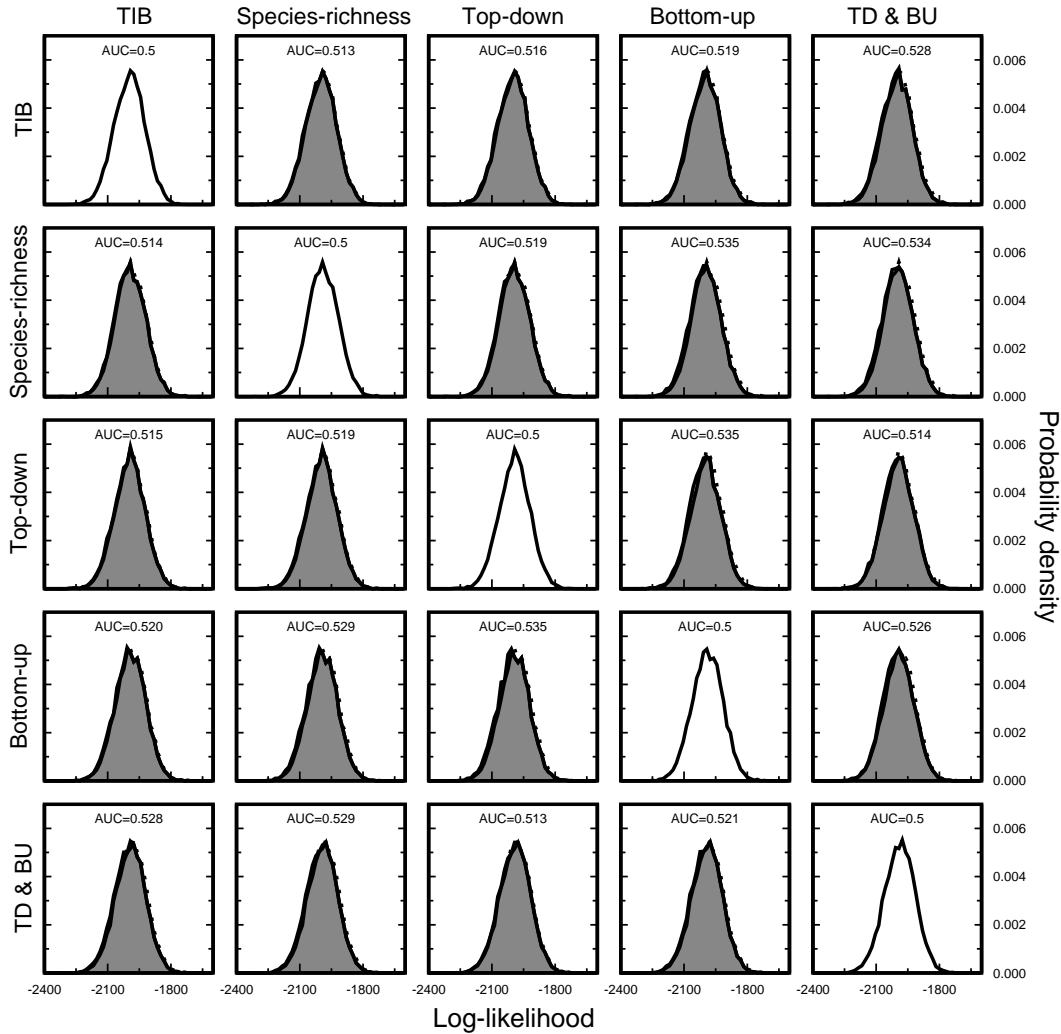 TIB Species-richness Top-down Bottom-up TD & BU
TIB
AUC=0.5 AUC=0.513 AUC=0.516 AUC=0.519 AUC=0.528
0.006
0.004
0.002
0.000
Species-richness
AUC=0.514 AUC=0.5 AUC=0.519 AUC=0.535 AUC=0.534
0.006
0.004
0.002
0.000
Top-down
AUC=0.515 AUC=0.519 AUC=0.5 AUC=0.535 AUC=0.514
0.006
0.004
0.002
0.000
Probability density
Bottom-up
AUC=0.520 AUC=0.529 AUC=0.535 AUC=0.5 AUC=0.526
0.006
0.004
0.002
0.000
TD & BU
AUC=0.528 AUC=0.529 AUC=0.513 AUC=0.521 AUC=0.5
0.006
0.004
0.002
0.000
-2400 -2100 -1800 -2400 -2100 -1800 -2400 -2100 -1800 -2400 -2100 -1800 -2400 -2100 -1800
Log-likelihood